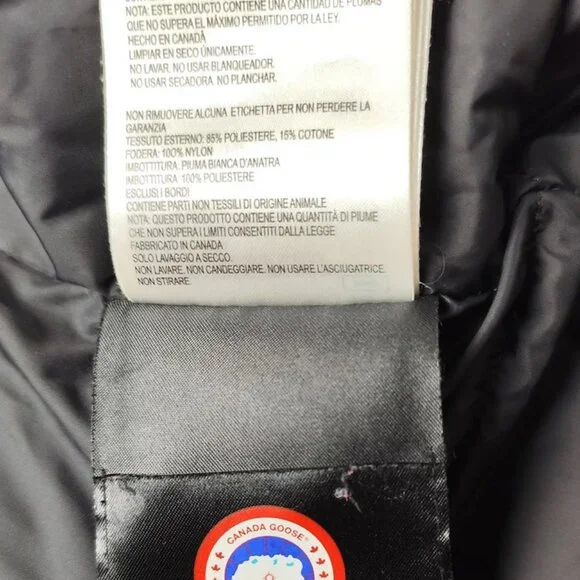 NOTA: ESTE PRODUCTO CONTIENE UNA CANTIDAD DE PLUMAS
QUE NO SUPERA EL MÁXIMO PERMITIDO POR LA LEY.
HECHO EN CANADÁ
LIMPIAR EN SECO ÚNICAMENTE.
NO LAVAR. NO USAR BLANQUEADOR.
NO USAR SECADORA. NO PLANCHAR.
NON RIMUOVERE ALCUNA ETICHETTA PER NON PERDERE LA
GARANZIA
TESSUTO ESTERNO: 85% POLIESTERE, 15% COTONE
FODERA: 100% NYLON
IMBOTTITURA: PIUMA BIANCA D'ANATRA
IMBOTTITURA: 100% POLIESTERE
ESCLUSI I BORDI
CONTIENE PARTI NON TESSILI DI ORIGINE ANIMALE
NOTA: QUESTO PRODOTTO CONTIENE UNA QUANTITÀ DI PIUME
CHE NON SUPERA I LIMITI CONSENTITI DALLA LEGGE
FABBRICATO IN CANADA
SOLO LAVAGGIO A SECCO.
NON LAVARE. NON CANDEGGIARE. NON USARE L'ASCIUGATRICE.
NON STIRARE.
CANADA GOOSE